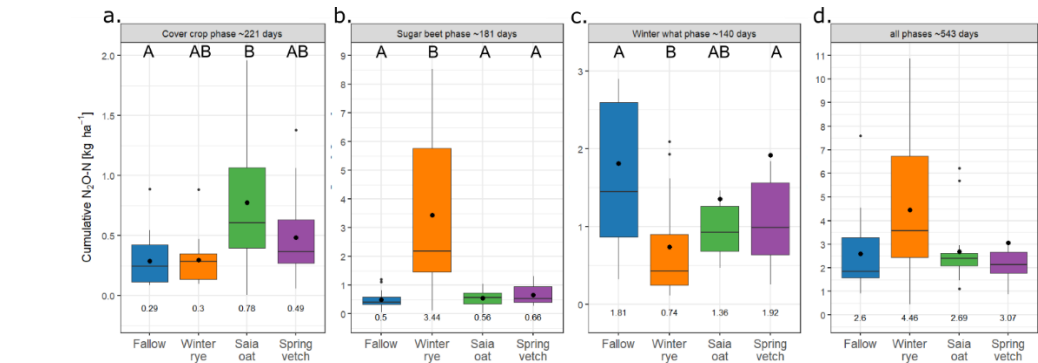 a.
b.
c.
d.
Cover crop phase ~221 days
Sugar beet phase ~181 days
Winter what phase ~140 days
all phases ~543 days
Cumulative N₂O-N [kg ha⁻¹]
A AB B AB
2.0
1.5
1.0
0.5
0.0
0.29 0.3 0.78 0.49
Fallow Winter rye Saia oat Spring vetch
A B A A
9
8
7
6
5
4
3
2
1
0
0.5 3.44 0.56 0.66
Fallow Winter rye Saia oat Spring vetch
A B AB A
3
2
1
0
1.81 0.74 1.36 1.92
Fallow Winter rye Saia oat Spring vetch
11
10
9
8
7
6
5
4
3
2
1
0
2.6 4.46 2.69 3.07
Fallow Winter rye Saia oat Spring vetch